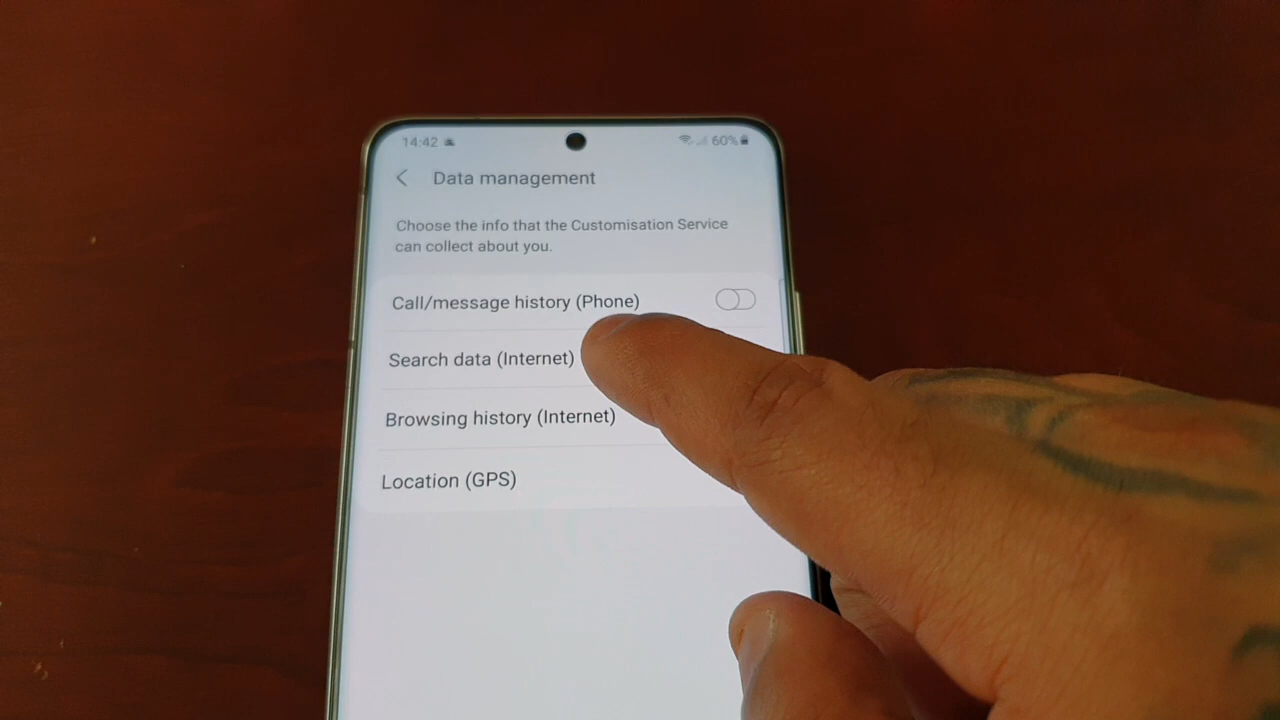 14:42 60%
Data management
Choose the info that the Customisation Service
can collect about you.
Call/message history (Phone)
Search data (Internet)
Browsing history (Internet)
Location (GPS)